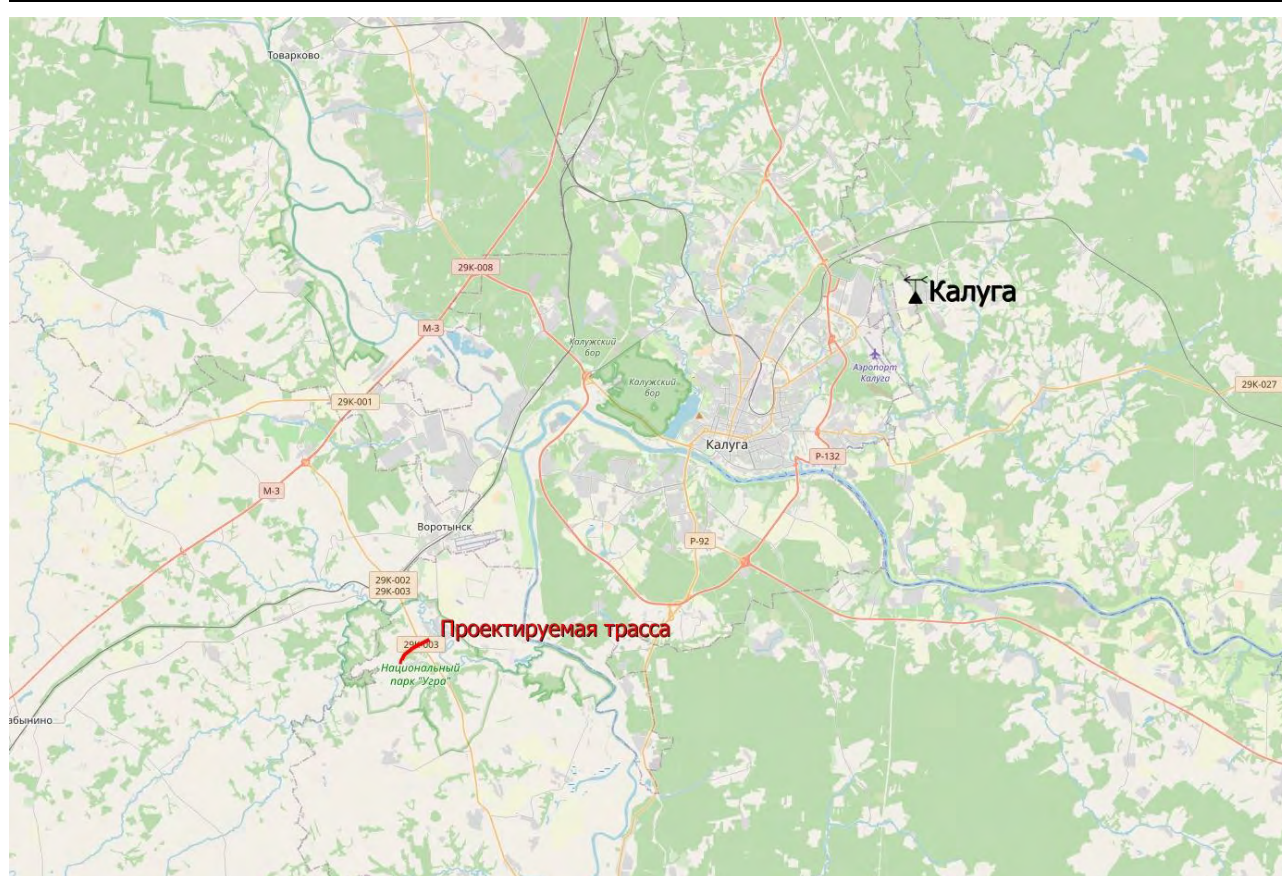 Товарково
29К-008
Калуга
М-3
Калужский
бор
Аэропорт
Калуга
Калужский
бор
29К-027
29К-001
Калуга
Р-132
М-3
Воротынск
Р-92
29К-002
29К-003
Проектируемая трасса
29К-003
Национальный
парк "Угра"
абынино